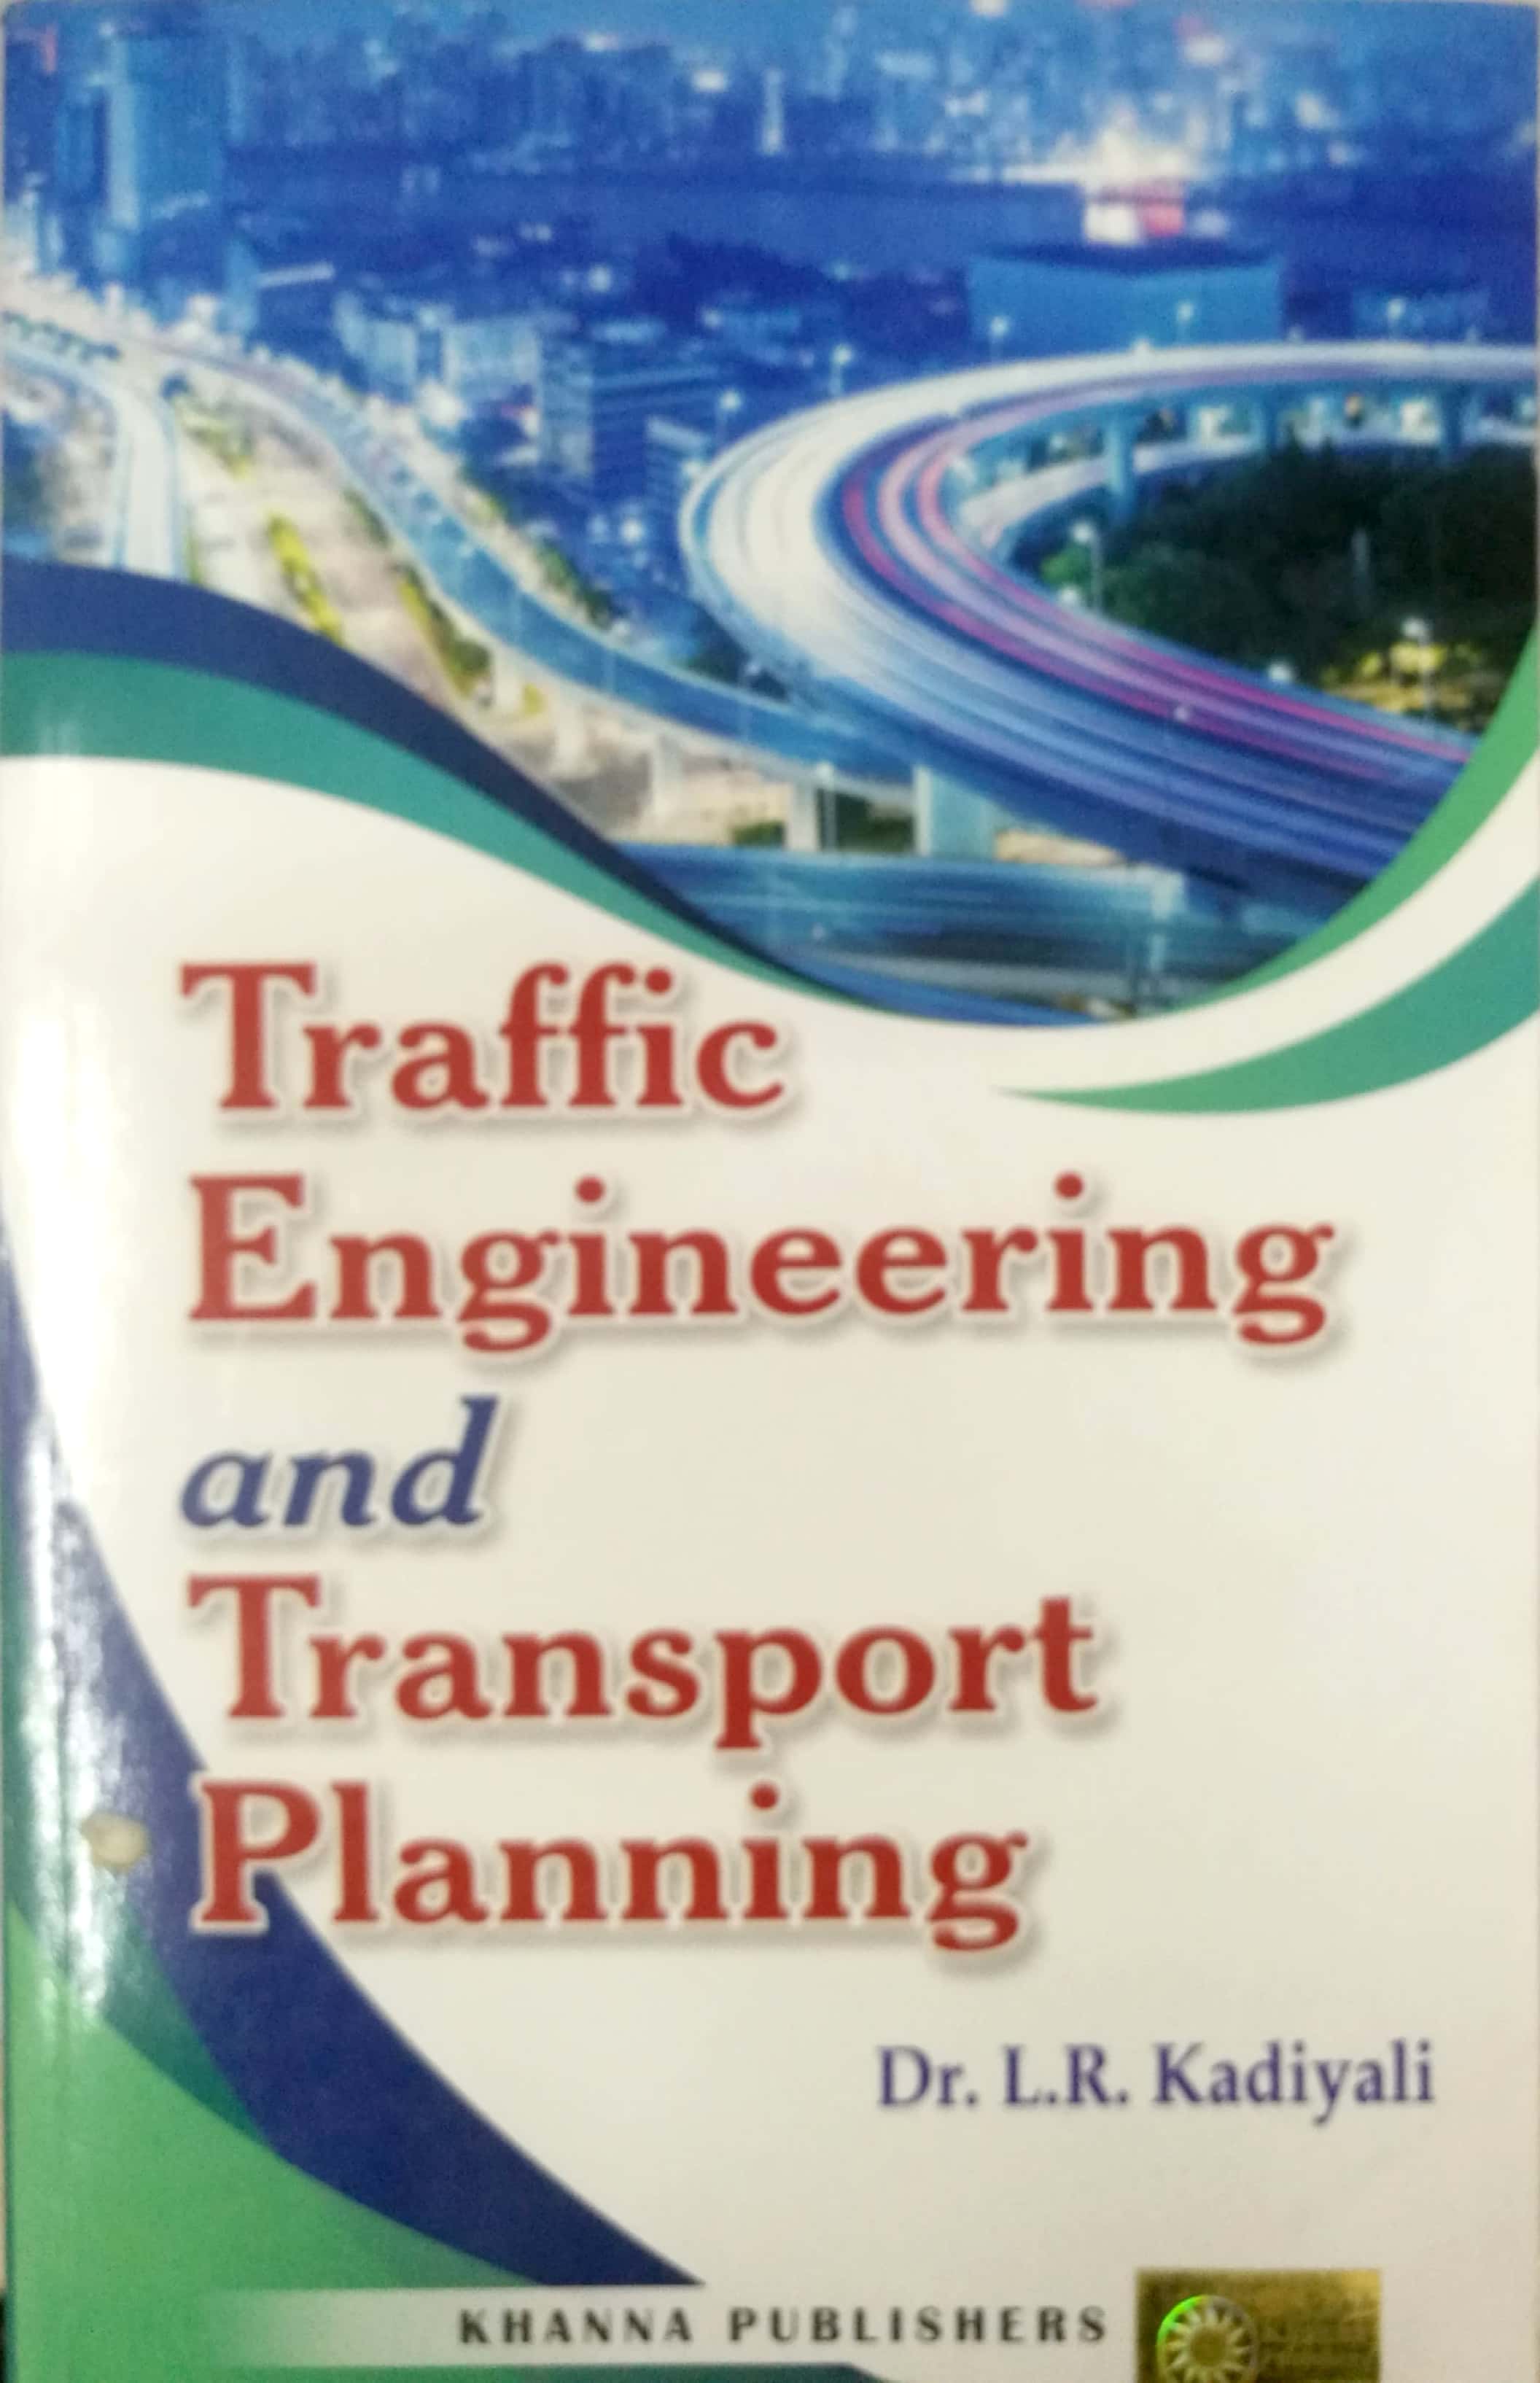 Traffic
Engineering
and
Transport
Planning
Dr. L.R. Kadiyali
KHANNA PUBLISHERS